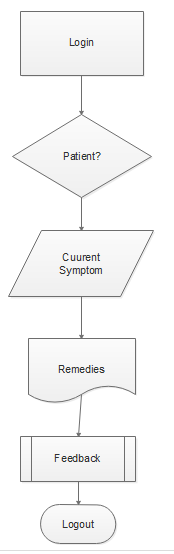 Login
Patient?
Cuurent
Symptom
Remedies
Feedback
Logout